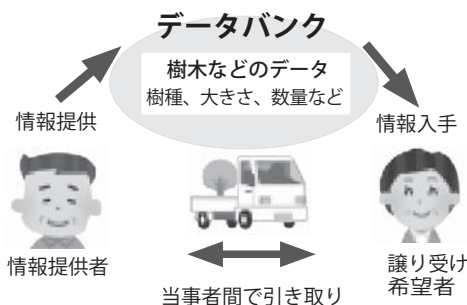 データバンク
樹木などのデータ
樹種、大きさ、数量など
情報提供
情報入手
情報提供者
譲り受け
希望者
当事者間で引き取り